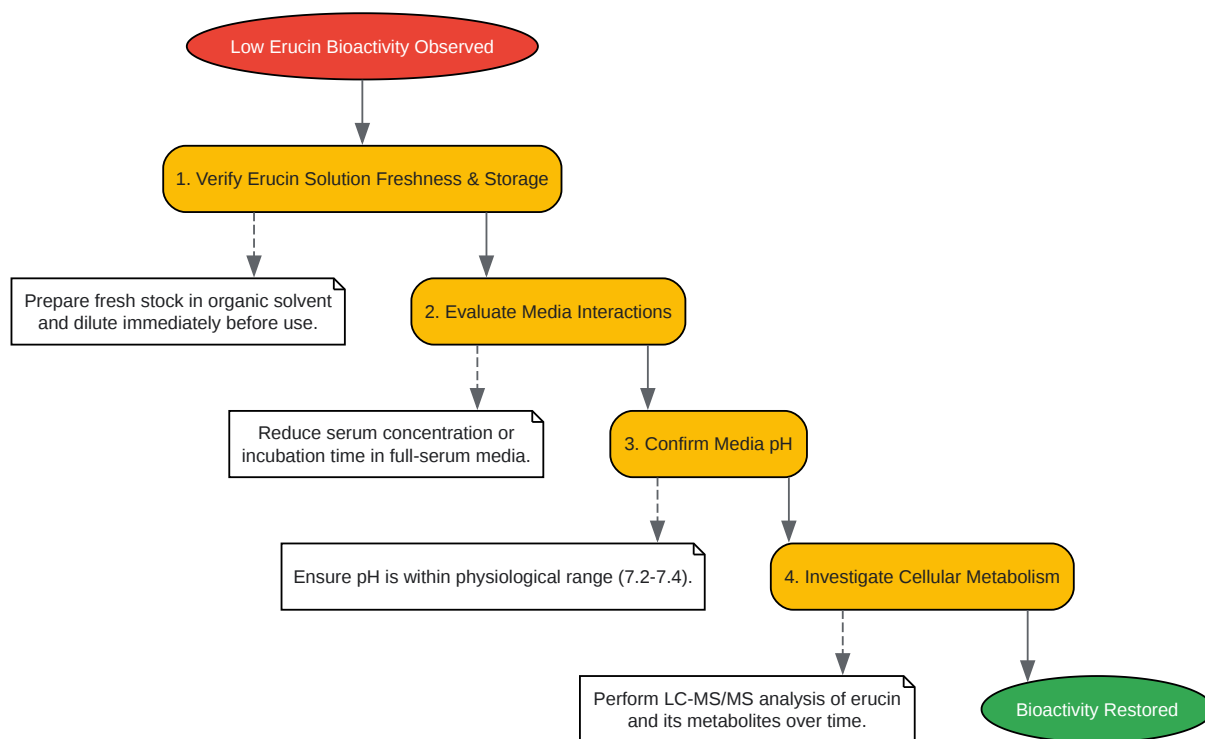 Low Erucin Bioactivity Observed
1. Verify Erucin Solution Freshness & Storage
Prepare fresh stock in organic solvent
and dilute immediately before use.
2. Evaluate Media Interactions
Reduce serum concentration or
incubation time in full-serum media.
3. Confirm Media pH
Ensure pH is within physiological range (7.2-7.4).
4. Investigate Cellular Metabolism
Perform LC-MS/MS analysis of erucin
and its metabolites over time.
Bioactivity Restored